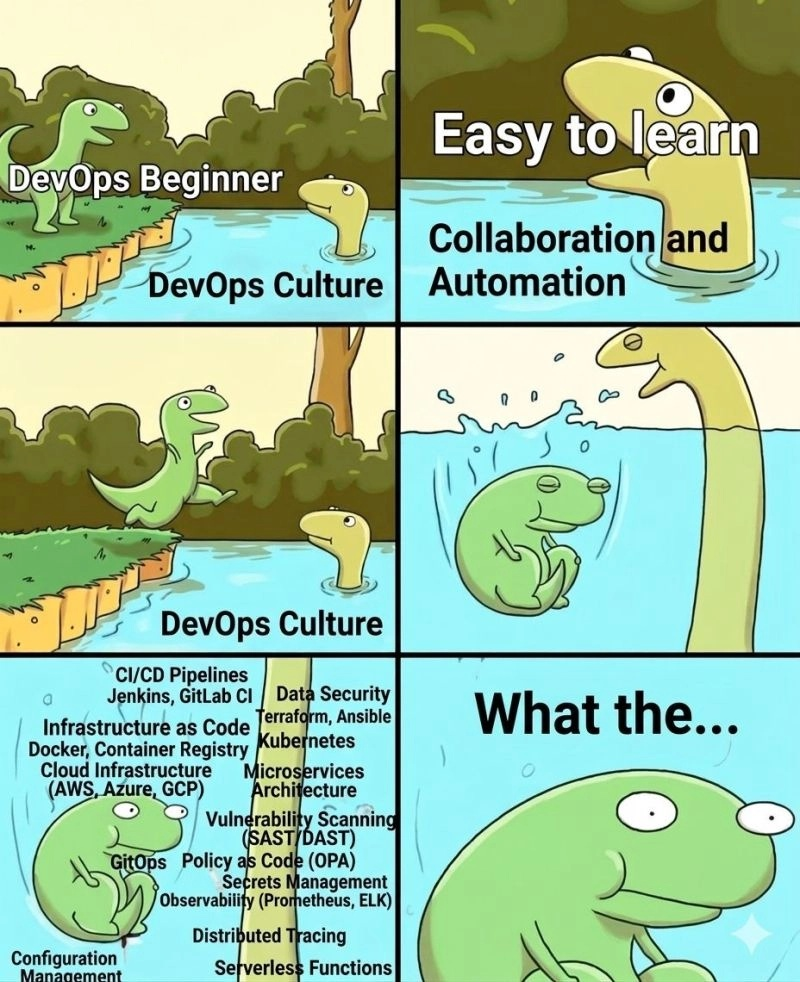 DevOps Beginner
DevOps Culture
Easy to learn
Collaboration and
Automation
DevOps Culture
CI/CD Pipelines
Jenkins, GitLab CI
Data Security
Terraform, Ansible
Infrastructure as Code
Docker, Container Registry
Kubernetes
Cloud Infrastructure
(AWS, Azure, GCP)
Microservices
Architecture
Vulnerability Scanning
(SAST/DAST)
GitOps
Policy as Code (OPA)
Secrets Management
Observability (Prometheus, ELK)
Distributed Tracing
Configuration
Management
Serverless Functions
What the...